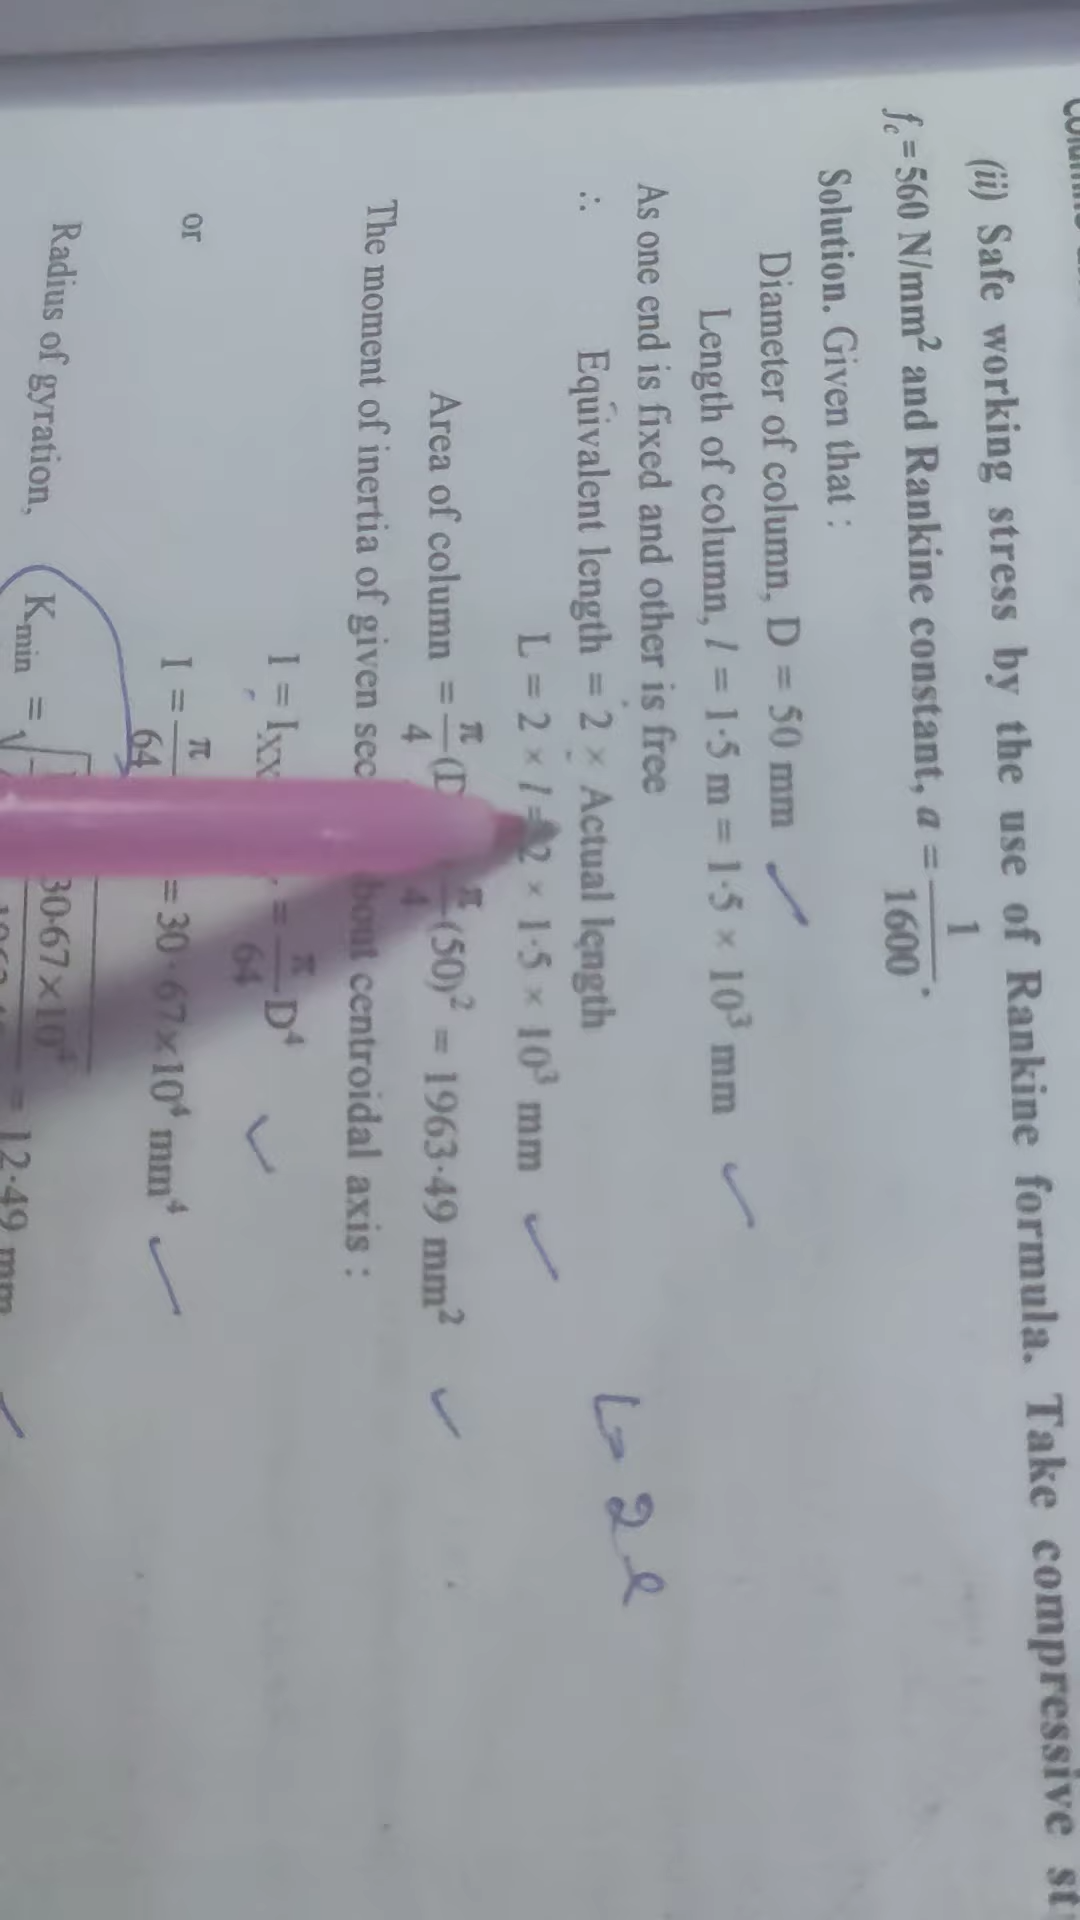 (ii) Safe working stress by the use of Rankine formula. Take compressive
f_c = 560 N/mm² and Rankine constant, a = 1/1600.
Solution. Given that :
Diameter of column, D = 50 mm
Length of column, l = 1·5 m = 1·5 × 10³ mm
As one end is fixed and other is free
∴ Equivalent length = 2 × Actual length
L = 2l
L = 2 × l = 2 × 1·5 × 10³ mm
Area of column = π/4 (D π/4 (50)² = 1963·49 mm²
The moment of inertia of given centroidal axis :
I = I_XX = π/64 D⁴
or I = π/64 = 30·67 × 10⁴ mm⁴
Radius of gyration, K_min = √ 30·67 × 10⁴ = 12·49 mm